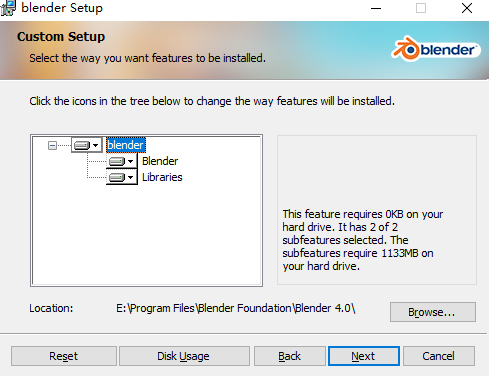 blender Setup
Custom Setup
Select the way you want features to be installed.
blender
Click the icons in the tree below to change the way features will be installed.
blender
Blender
Libraries
This feature requires 0KB on your
hard drive. It has 2 of 2
subfeatures selected. The
subfeatures require 1133MB on
your hard drive.
Location: E:\Program Files\Blender Foundation\Blender 4.0\
Browse...
Reset Disk Usage Back Next Cancel